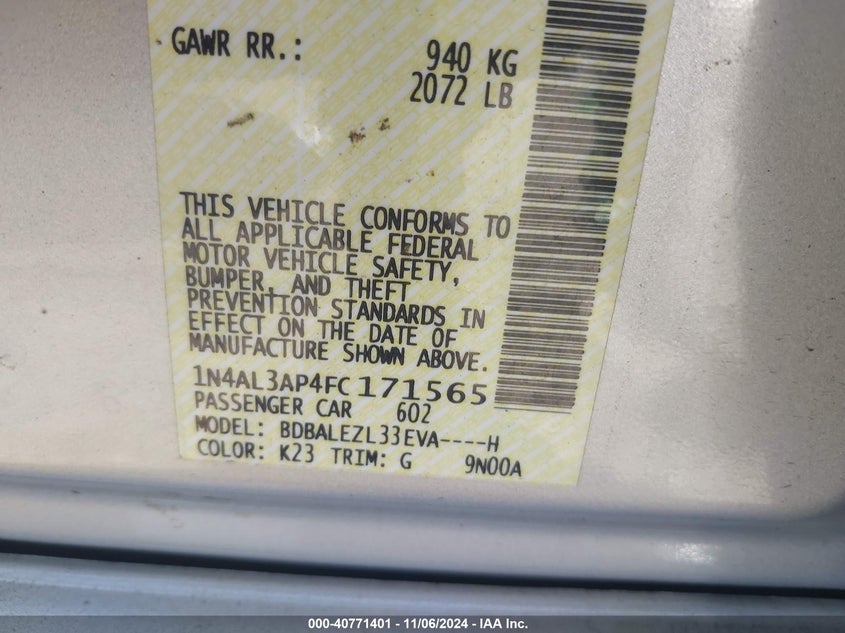 GAWR RR.: 940 KG
2072 LB
THIS VEHICLE CONFORMS TO
ALL APPLICABLE FEDERAL
MOTOR VEHICLE SAFETY,
BUMPER, AND THEFT
PREVENTION STANDARDS IN
EFFECT ON THE DATE OF
MANUFACTURE SHOWN ABOVE.
1N4AL3AP4FC171565
PASSENGER CAR 602
MODEL: BDBALEZL33EVA----H
COLOR: K23 TRIM: G 9N00A
000-40771401 - 11/06/2024 - IAA Inc.